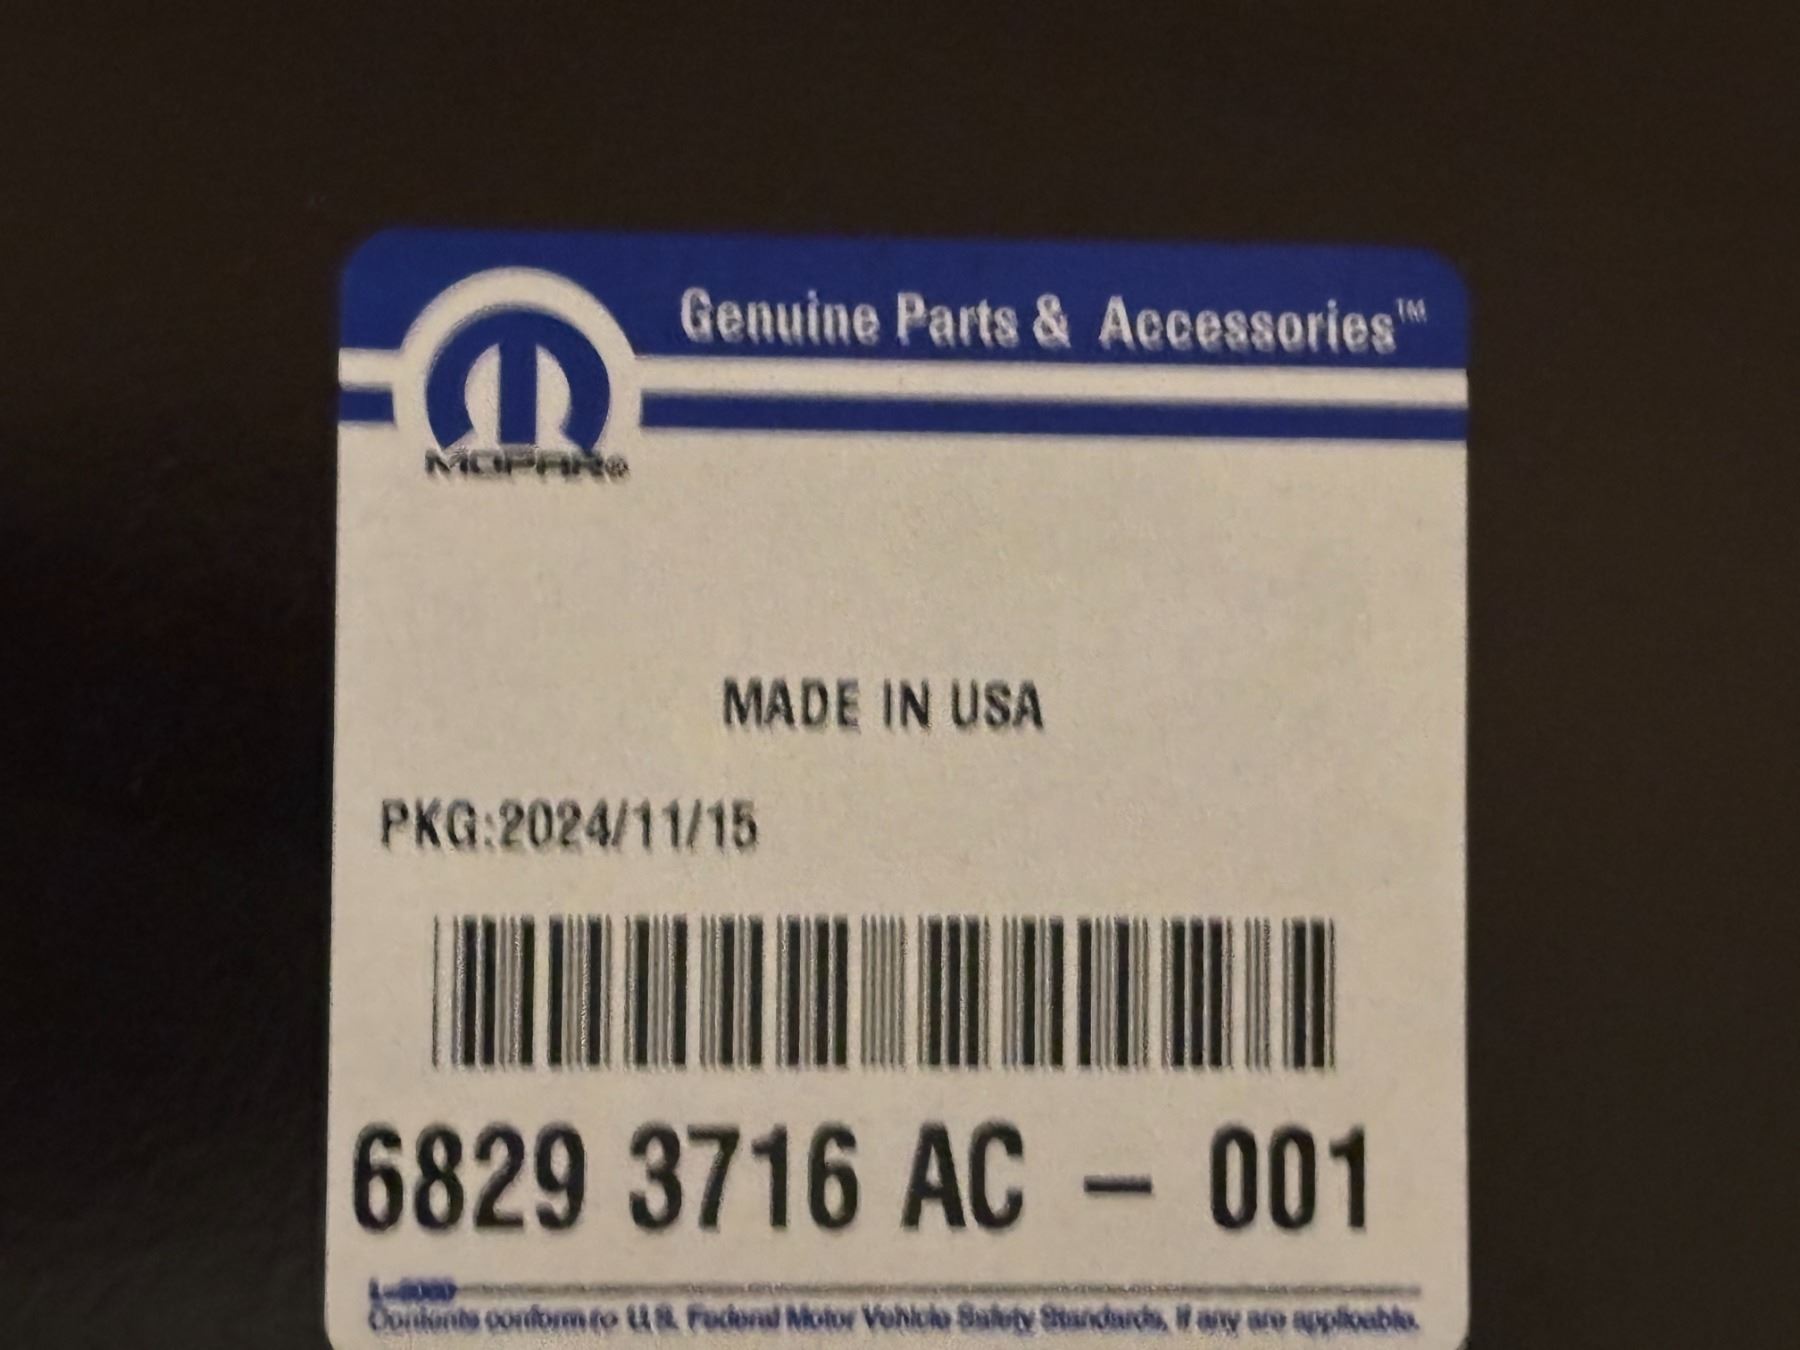 Genuine Parts & Accessories™
MOPAR®
MADE IN USA
PKG:2024/11/15
6829 3716 AC – 001
Contents conform to U.S. Federal Motor Vehicle Safety Standards, if any are applicable.